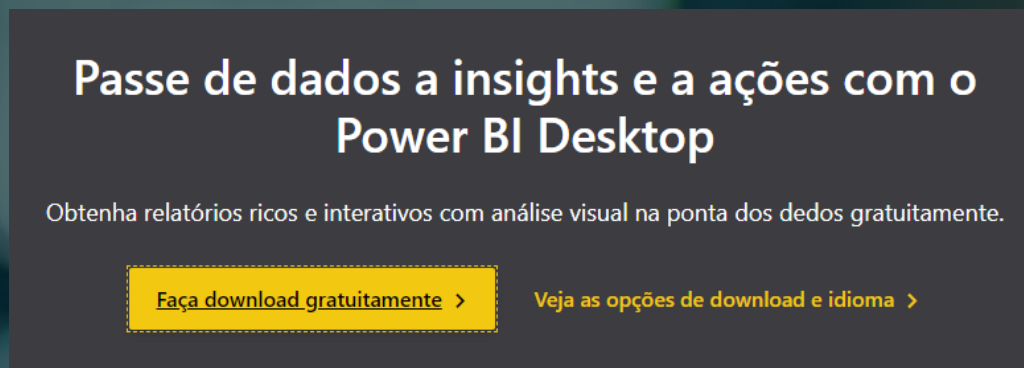 Passe de dados a insights e a ações com o
Power BI Desktop
Obtenha relatórios ricos e interativos com análise visual na ponta dos dedos gratuitamente.
Faça download gratuitamente >
Veja as opções de download e idioma >